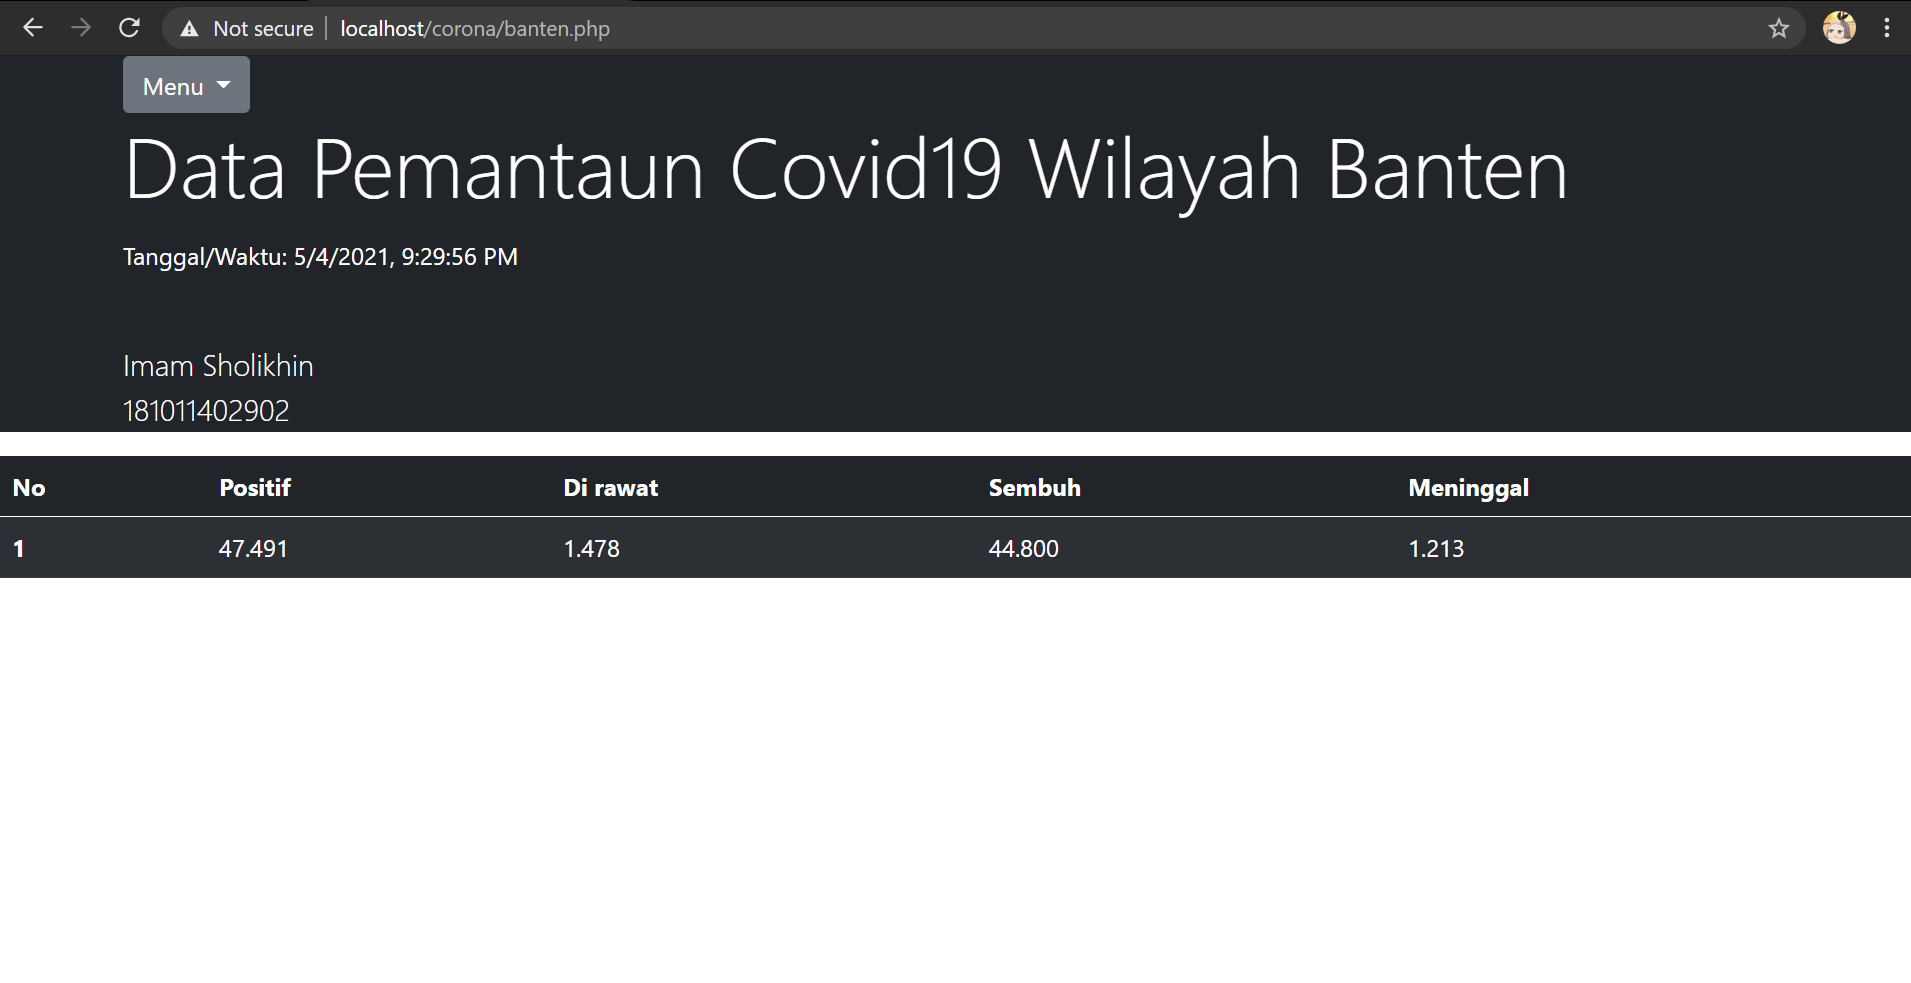 Not secure | localhost/corona/banten.php
Menu
Data Pemantaun Covid19 Wilayah Banten
Tanggal/Waktu: 5/4/2021, 9:29:56 PM
Imam Sholikhin
181011402902
No Positif Di rawat Sembuh Meninggal
1 47.491 1.478 44.800 1.213